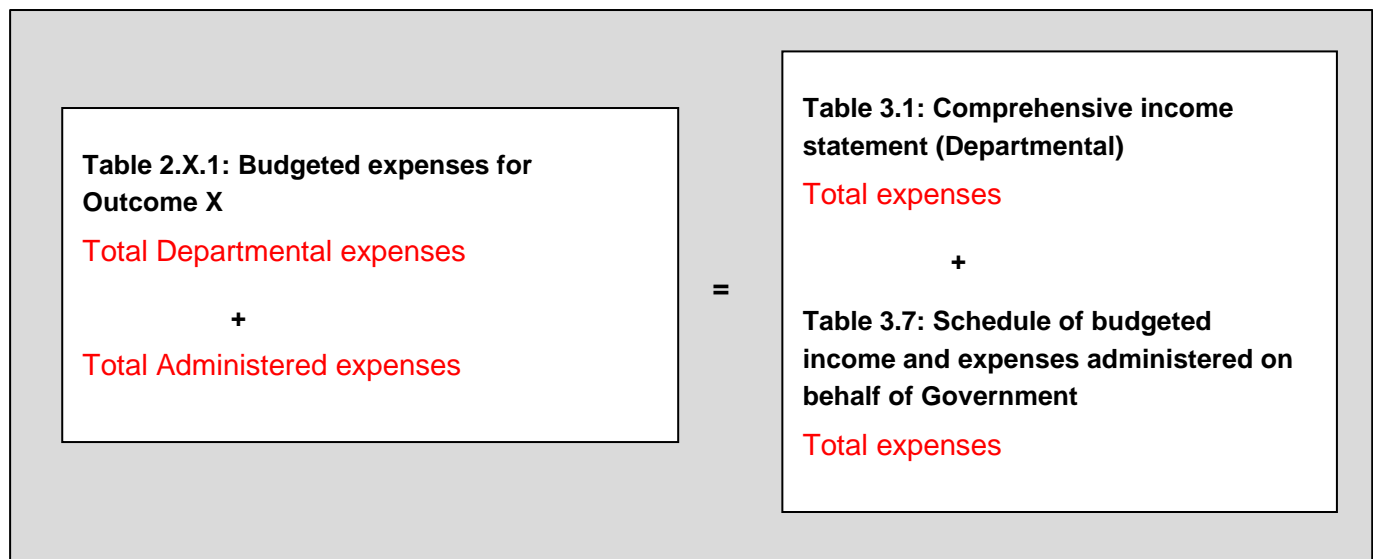 Table 2.X.1: Budgeted expenses for
Outcome X
Total Departmental expenses
+
Total Administered expenses
=
Table 3.1: Comprehensive income
statement (Departmental)
Total expenses
+
Table 3.7: Schedule of budgeted
income and expenses administered on
behalf of Government
Total expenses